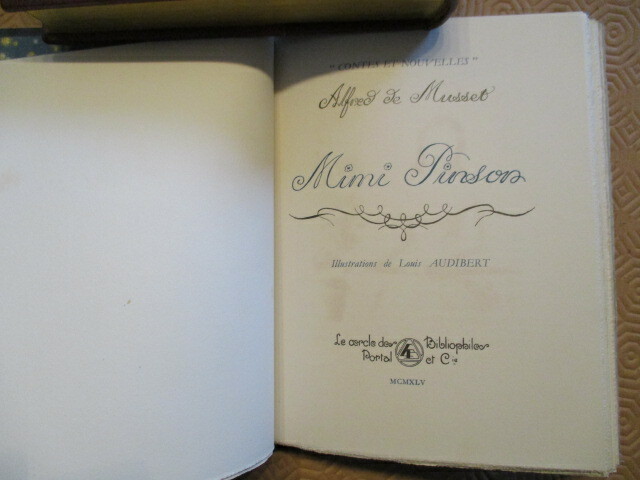 "CONTES ET NOUVELLES"
Alfred de Musset
Mimi Pinson
Illustrations de Louis AUDIBERT
Le cercle des Bibliophiles
Portal et Cie
MCMXLV